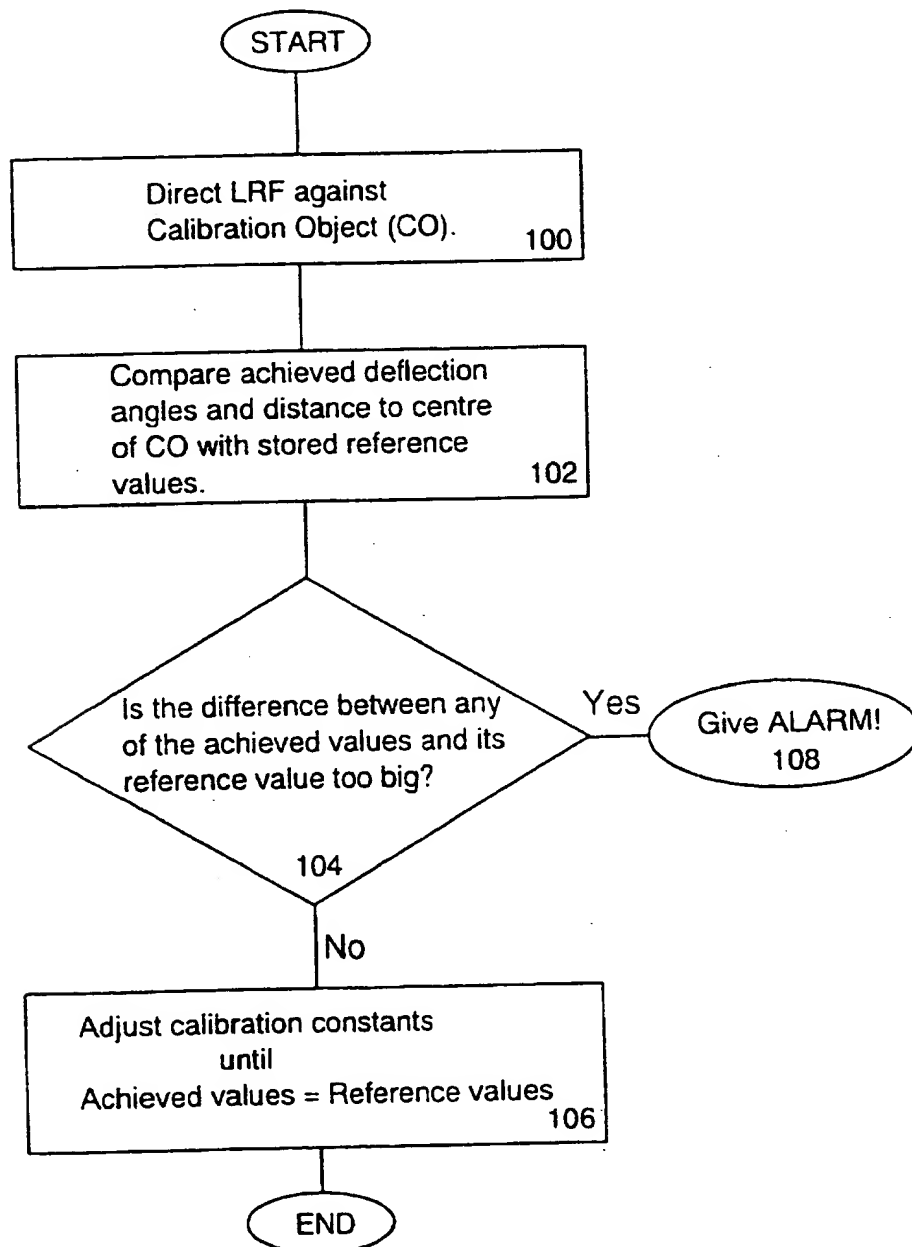 START
Direct LRF against
Calibration Object (CO).
100
Compare achieved deflection
angles and distance to centre
of CO with stored reference
values.
102
Is the difference between any
of the achieved values and its
reference value too big?
104
Yes
Give ALARM!
108
No
Adjust calibration constants
until
Achieved values = Reference values
106
END